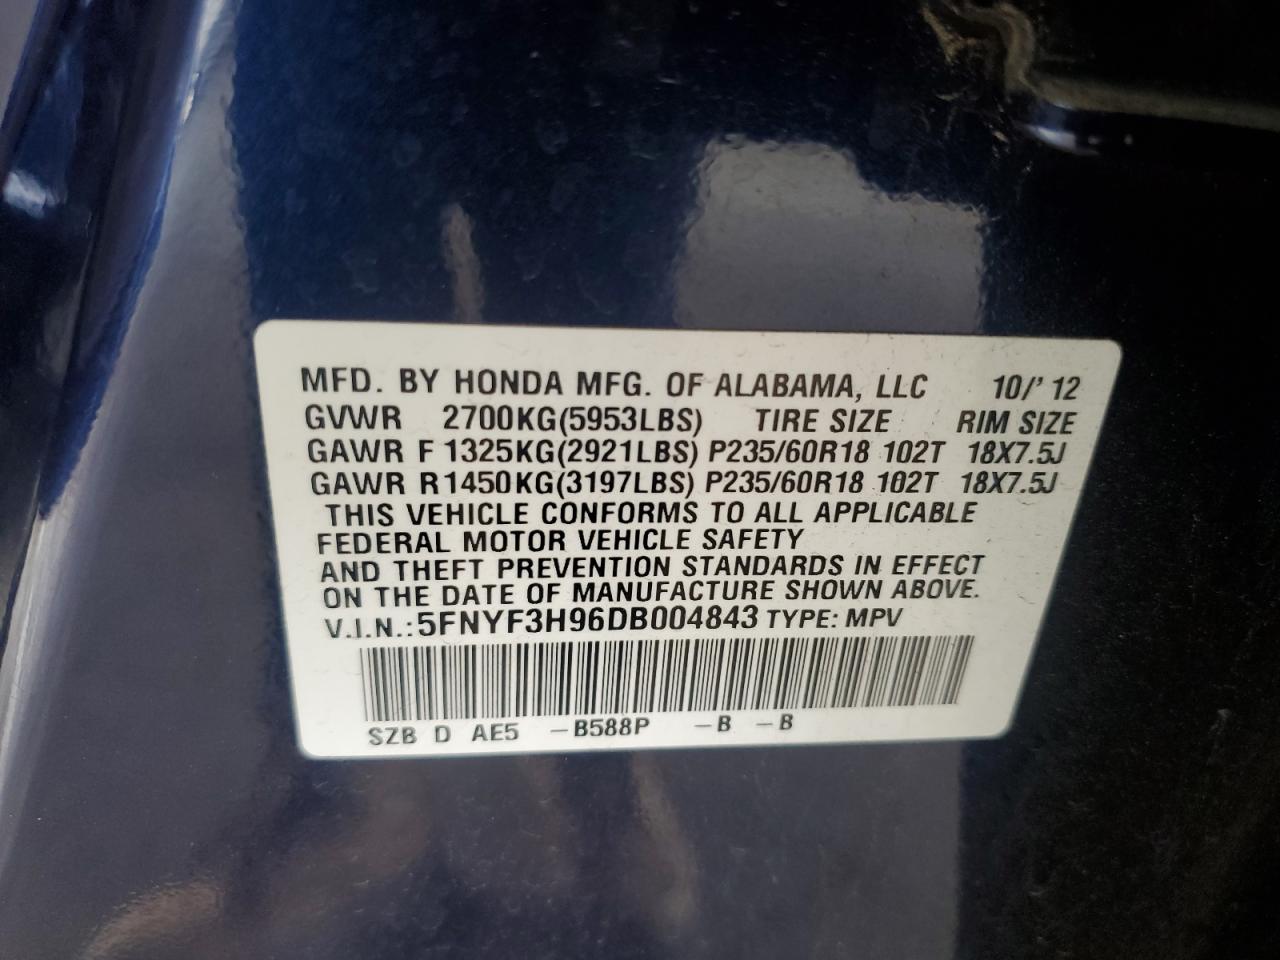 MFD. BY HONDA MFG. OF ALABAMA, LLC 10/' 12
GVWR 2700KG(5953LBS) TIRE SIZE RIM SIZE
GAWR F 1325KG(2921LBS) P235/60R18 102T 18X7.5J
GAWR R 1450KG(3197LBS) P235/60R18 102T 18X7.5J
THIS VEHICLE CONFORMS TO ALL APPLICABLE
FEDERAL MOTOR VEHICLE SAFETY
AND THEFT PREVENTION STANDARDS IN EFFECT
ON THE DATE OF MANUFACTURE SHOWN ABOVE.
V.I.N.: 5FNYF3H96DB004843 TYPE: MPV
SZB D AE5 –B588P –B –B